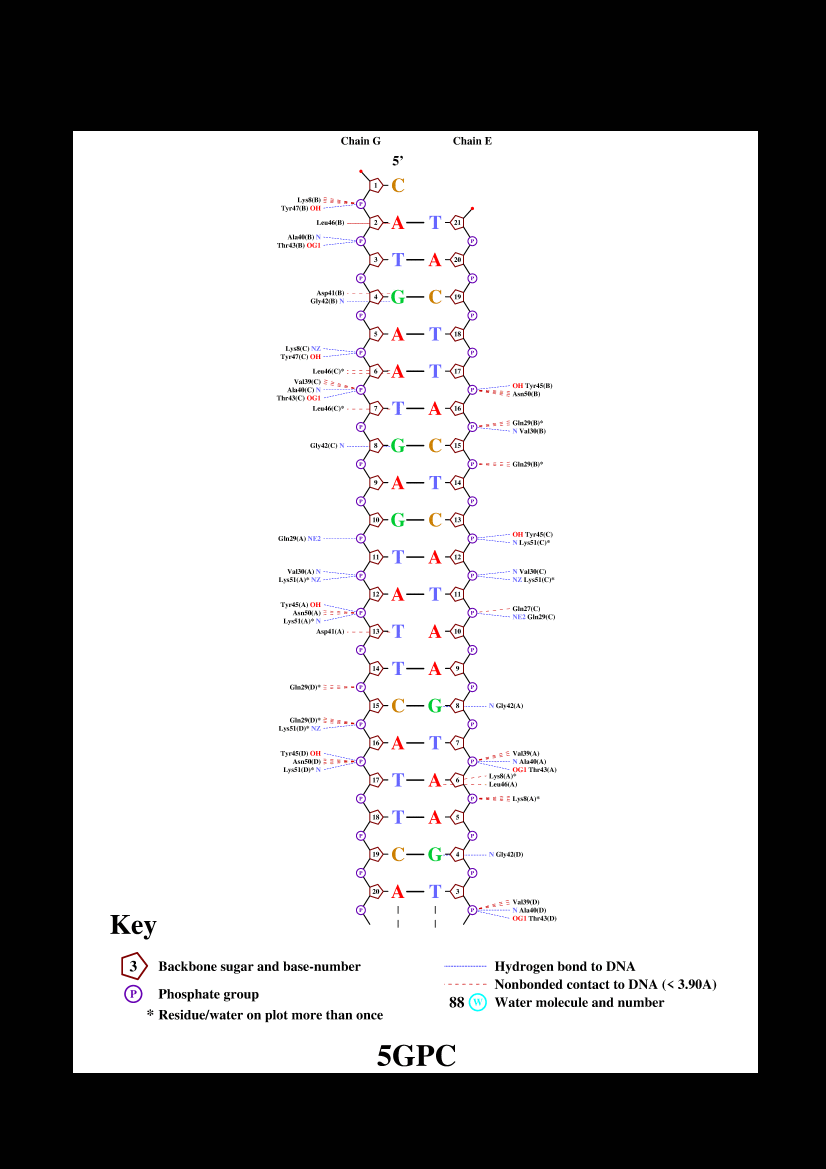 Chain G Chain E
5’
1 C
Lys8(B)
P
Tyr47(B) OH
Leu46(B) 2 A T 21
Ala40(B) N
P P
Thr43(B) OG1
3 T A 20
P P
Asp41(B)
4 G C 19
Gly42(B) N
P P
5 A T 18
Lys8(C) NZ
P P
Tyr47(C) OH
Leu46(C)* 6 A T 17
Val39(C)
Ala40(C) N P P OH Tyr45(B)
Thr43(C) OG1 Asn50(B)
Leu46(C)* 7 T A 16
Gln29(B)*
P P
N Val30(B)
Gly42(C) N 8 G C 15
P P Gln29(B)*
9 A T 14
P P
10 G C 13
OH Tyr45(C)
Gln29(A) NE2 P P
N Lys51(C)*
11 T A 12
Val30(A) N N Val30(C)
P P
Lys51(A)* NZ NZ Lys51(C)*
12 A T 11
Tyr45(A) OH Gln27(C)
Asn50(A) P P
Lys51(A)* N NE2 Gln29(C)
Asp41(A) 13 T A 10
P P
14 T A 9
Gln29(D)* P P
15 C G 8 N Gly42(A)
Gln29(D)*
P P
Lys51(D)* NZ
16 A T 7
Tyr45(D) OH Val39(A)
Asn50(D) P P N Ala40(A)
Lys51(D)* N OG1 Thr43(A)
Lys8(A)*
17 T A 6
Leu46(A)
P P Lys8(A)*
18 T A 5
P P
19 C G 4 N Gly42(D)
P P
20 A T 3
Val39(D)
P P N Ala40(D)
OG1 Thr43(D)
Key
3 Backbone sugar and base-number
P Phosphate group
* Residue/water on plot more than once
Hydrogen bond to DNA
Nonbonded contact to DNA (< 3.90A)
88 W Water molecule and number
5GPC